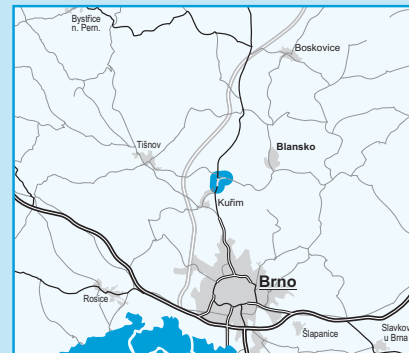 Bystřice
n. Pern.
Boskovice
Tišnov
Blansko
Kuřim
Brno
Rosice
Slavkov
u Brna
Šlapanice